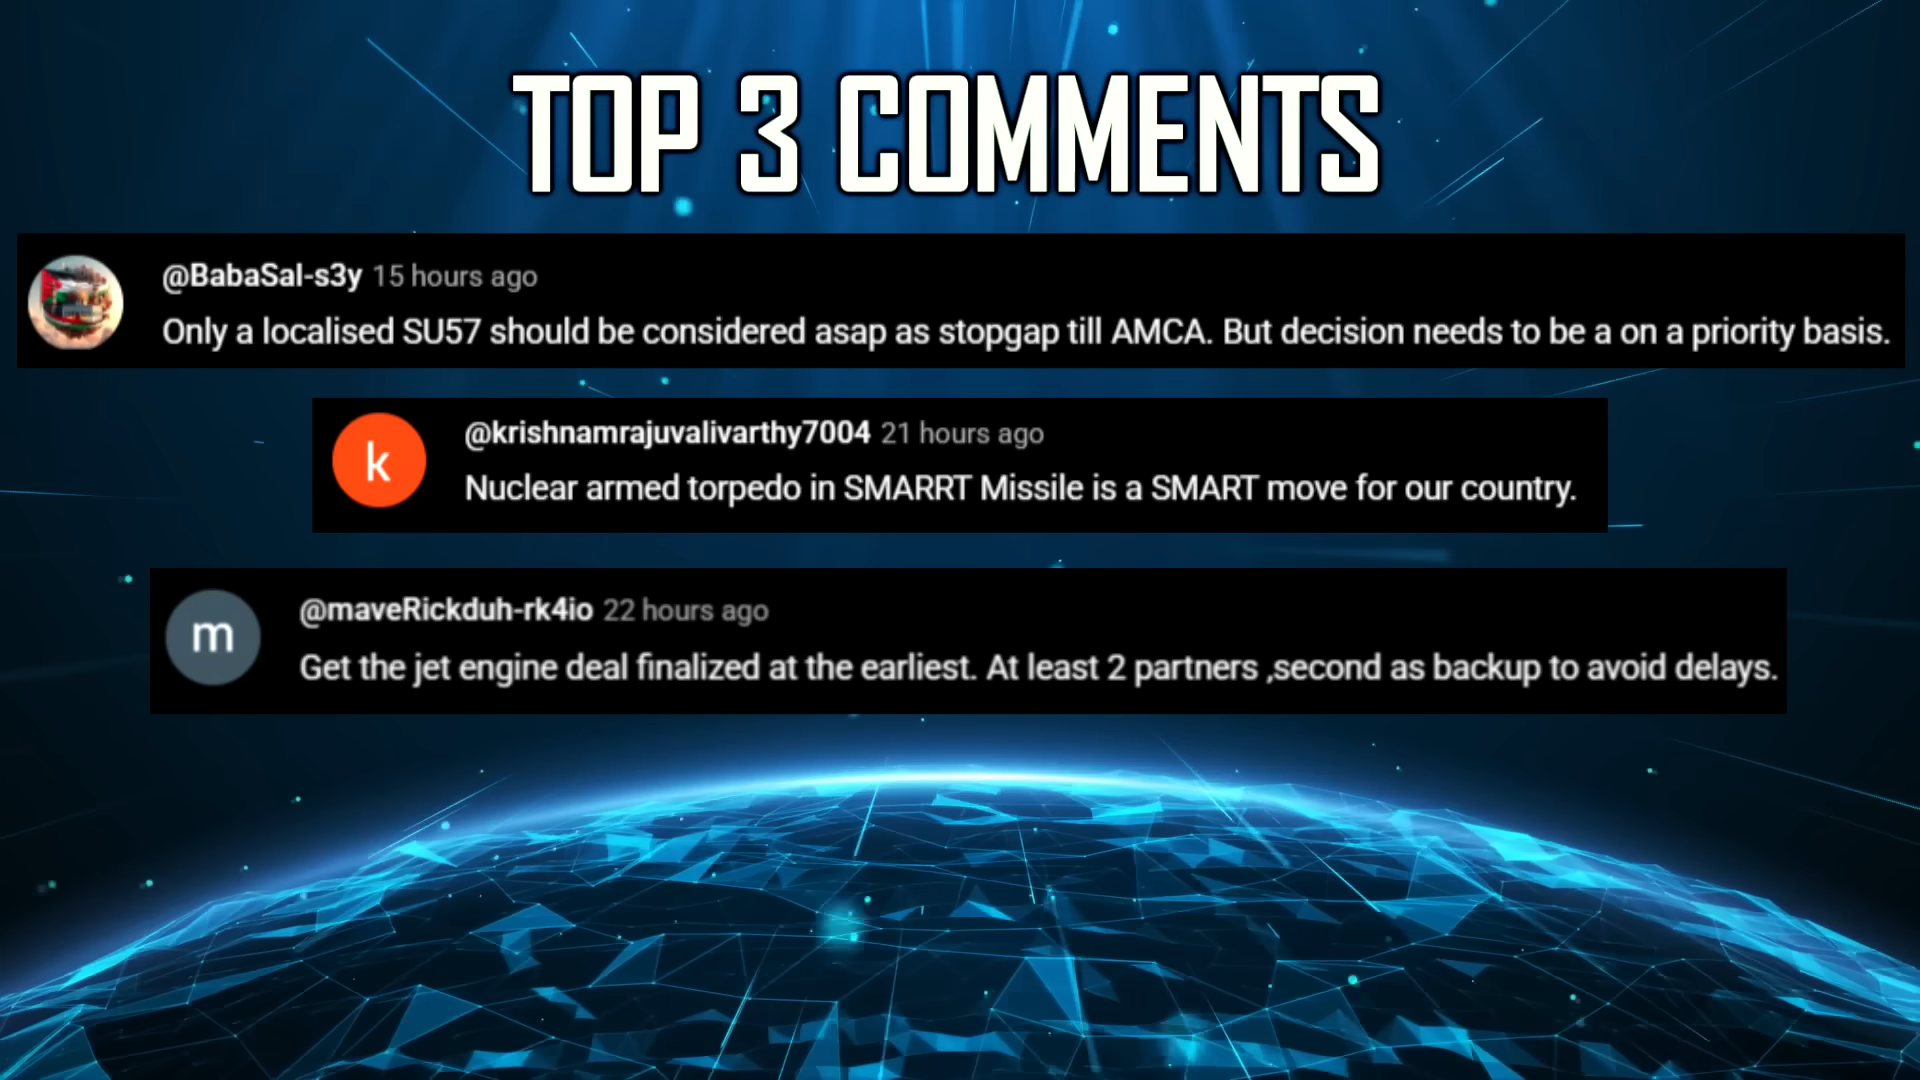 TOP 3 COMMENTS
@BabaSal-s3y 15 hours ago
Only a localised SU57 should be considered asap as stopgap till AMCA. But decision needs to be a on a priority basis.
k
@krishnamrajuvalivarthy7004 21 hours ago
Nuclear armed torpedo in SMARRT Missile is a SMART move for our country.
m
@maveRickduh-rk4io 22 hours ago
Get the jet engine deal finalized at the earliest. At least 2 partners ,second as backup to avoid delays.